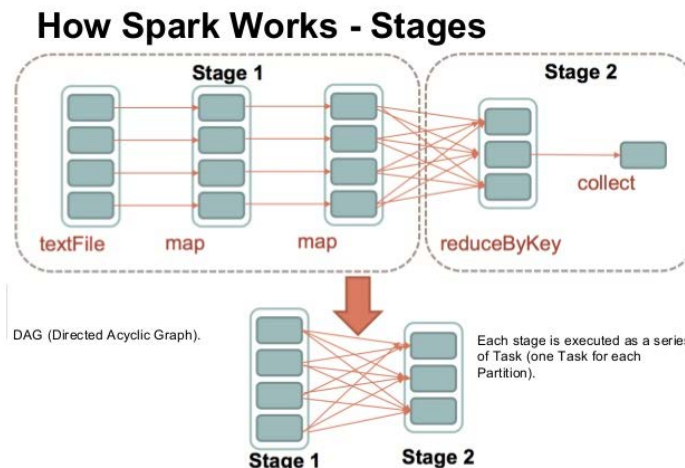 How Spark Works - Stages
Stage 1
Stage 2
textFile
map
map
reduceByKey
collect
DAG (Directed Acyclic Graph).
Each stage is executed as a series
of Task (one Task for each
Partition).
Stage 1
Stage 2